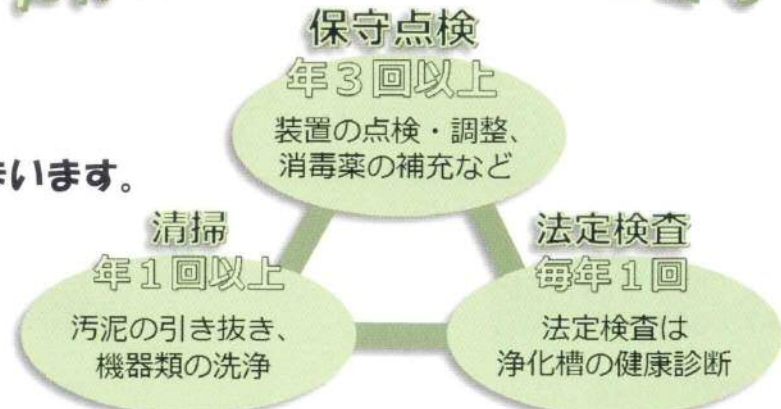 保守点検
年3回以上
装置の点検・調整、
消毒薬の補充など
まいます。
清掃
年1回以上
汚泥の引き抜き、
機器類の洗浄
法定検査
毎年1回
法定検査は
浄化槽の健康診断